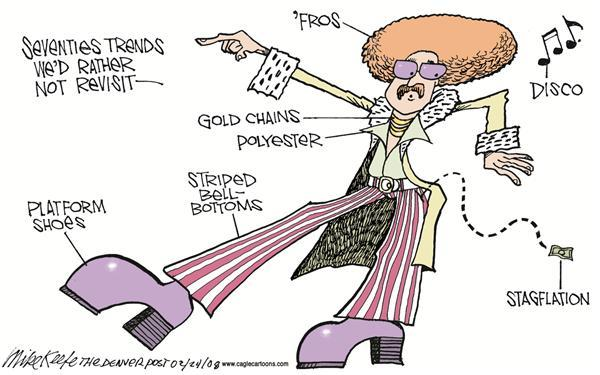 SEVENTIES TRENDS
WE'D RATHER
NOT REVISIT—
'FROS
DISCO
GOLD CHAINS
POLYESTER
STRIPED
BELL-
BOTTOMS
PLATFORM
SHOES
STAGFLATION
Mike Keefe THE DENVER POST 02/24/08 www.caglecartoons.com